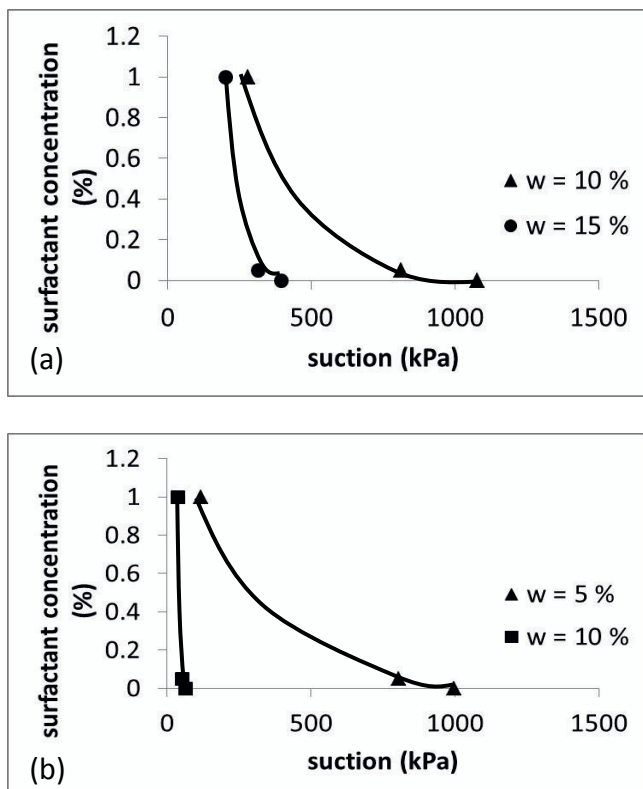 surfactant concentration
(%)
1.2
1
0.8
0.6
0.4
0.2
0
0 500 1000 1500
suction (kPa)
w = 10 %
w = 15 %
(a)
surfactant concentration
(%)
1.2
1
0.8
0.6
0.4
0.2
0
0 500 1000 1500
suction (kPa)
w = 5 %
w = 10 %
(b)